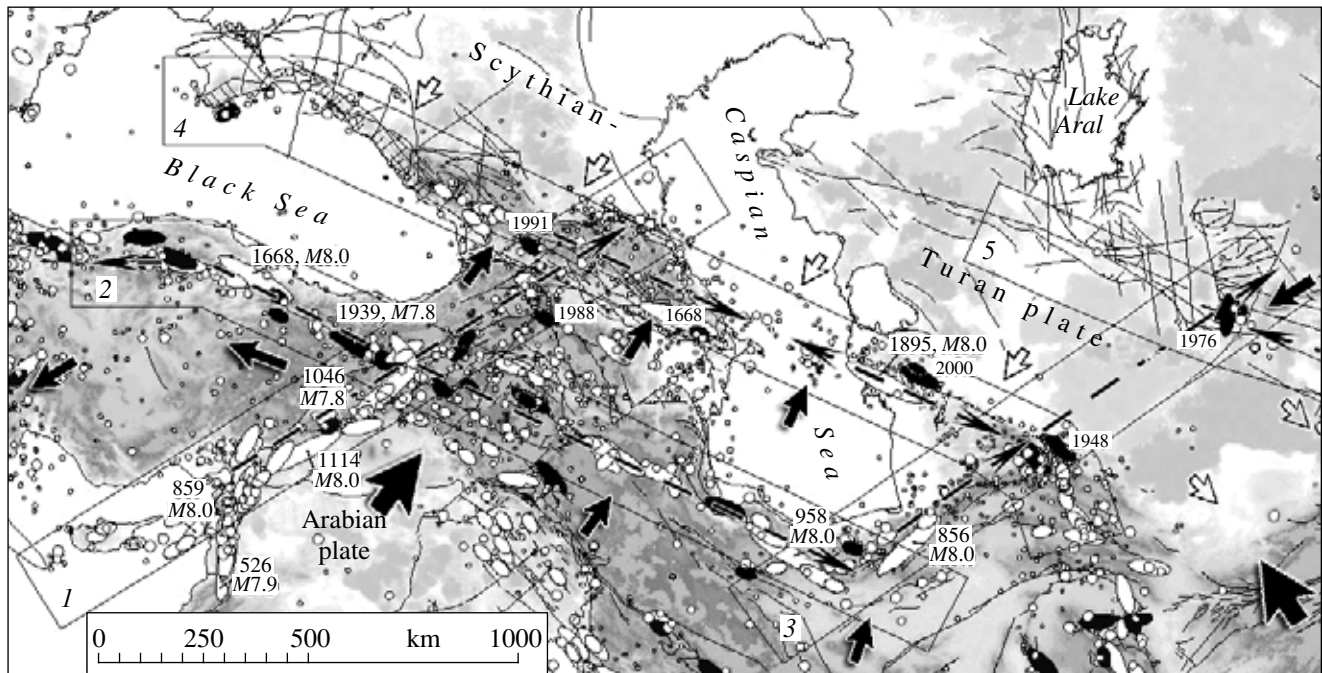 Scythian-
Lake
Aral
Caspian
4
Black Sea
1991
5
Turan plate
1668, M8.0
2
1939, M7.8
1988
1668
1895, M8.0
2000
1976
1046
M7.8
1948
Sea
1114
M8.0
859
M8.0
Arabian
plate
958
M8.0
856
M8.0
526
M7.9
1
3
0 250 500 km 1000